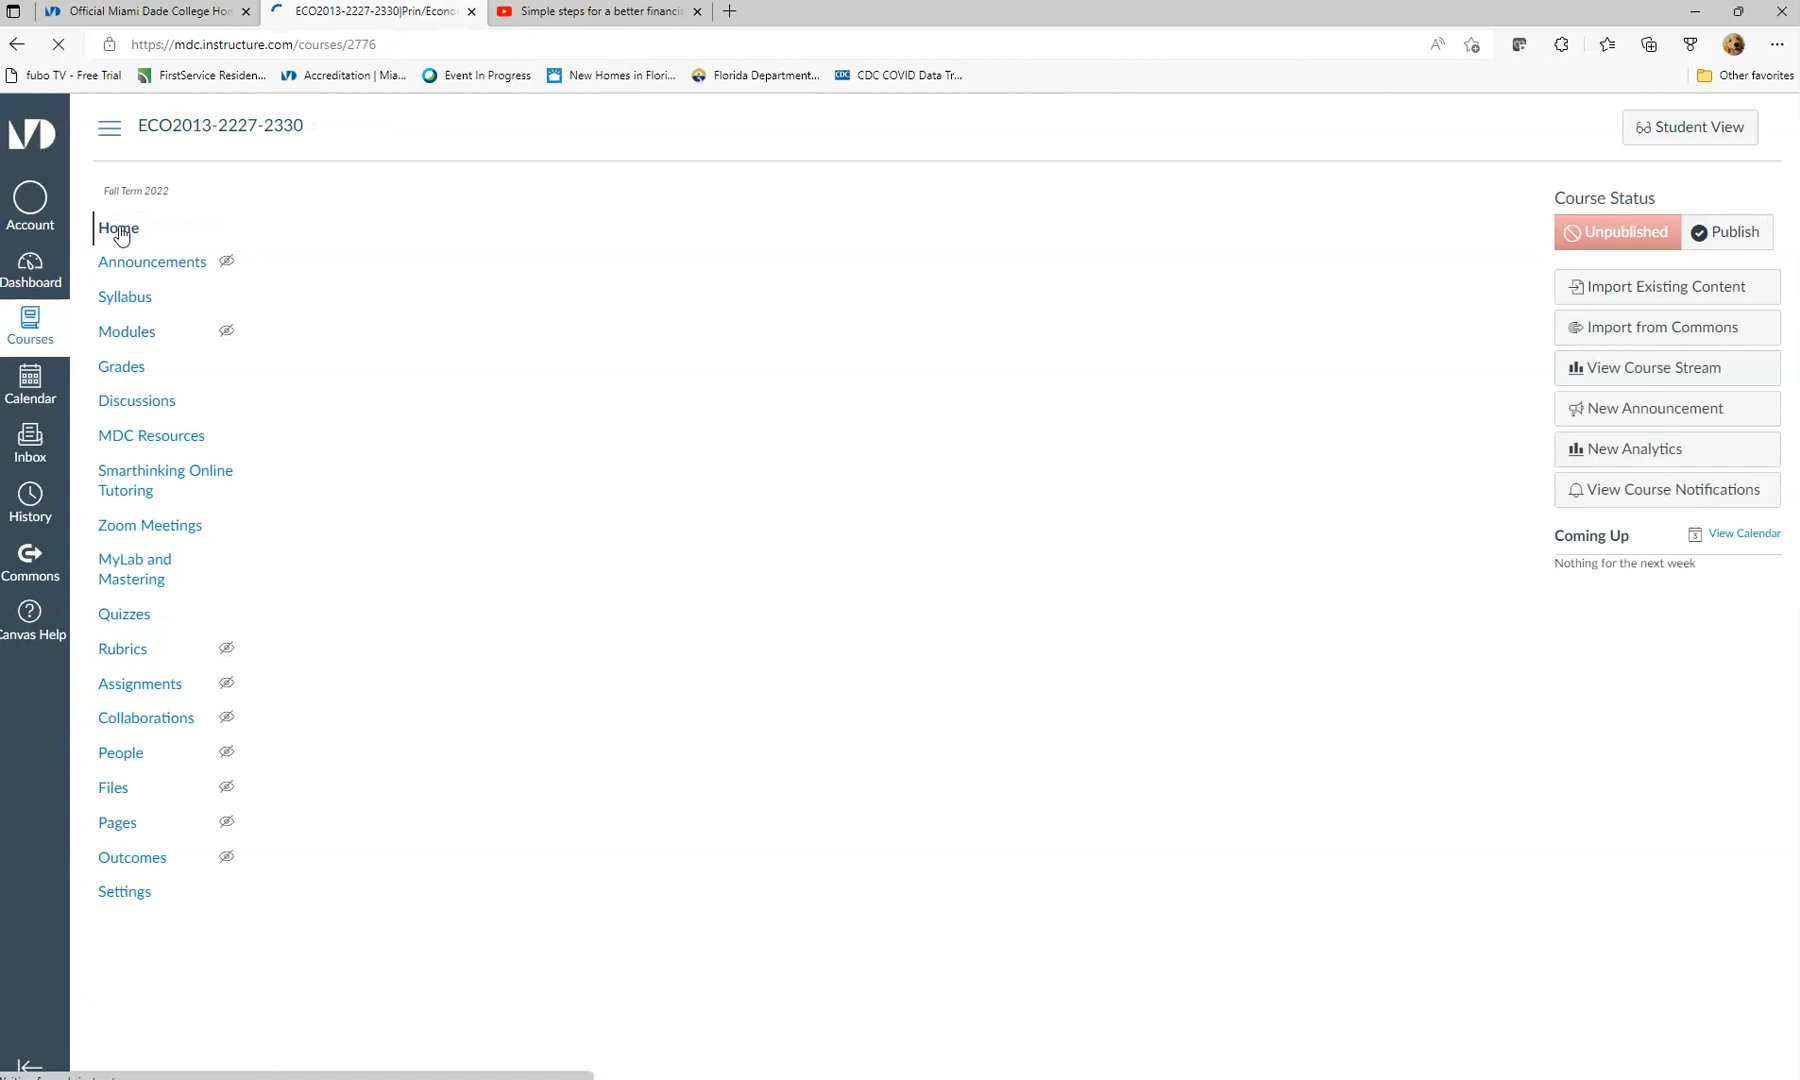 Official Miami Dade College Hon
ECO2013-2227-2330|Prin/Econo
Simple steps for a better financia
https://mdc.instructure.com/courses/2776
fubo TV - Free Trial
FirstService Residen...
Accreditation | Mia...
Event In Progress
New Homes in Flori...
Florida Department...
CDC COVID Data Tr...
Other favorites
ECO2013-2227-2330
Student View
Fall Term 2022
Home
Announcements
Syllabus
Modules
Grades
Discussions
MDC Resources
Smarthinking Online
Tutoring
Zoom Meetings
MyLab and
Mastering
Quizzes
Rubrics
Assignments
Collaborations
People
Files
Pages
Outcomes
Settings
Account
Dashboard
Courses
Calendar
Inbox
History
Commons
Canvas Help
Course Status
Unpublished
Publish
Import Existing Content
Import from Commons
View Course Stream
New Announcement
New Analytics
View Course Notifications
Coming Up
3
View Calendar
Nothing for the next week